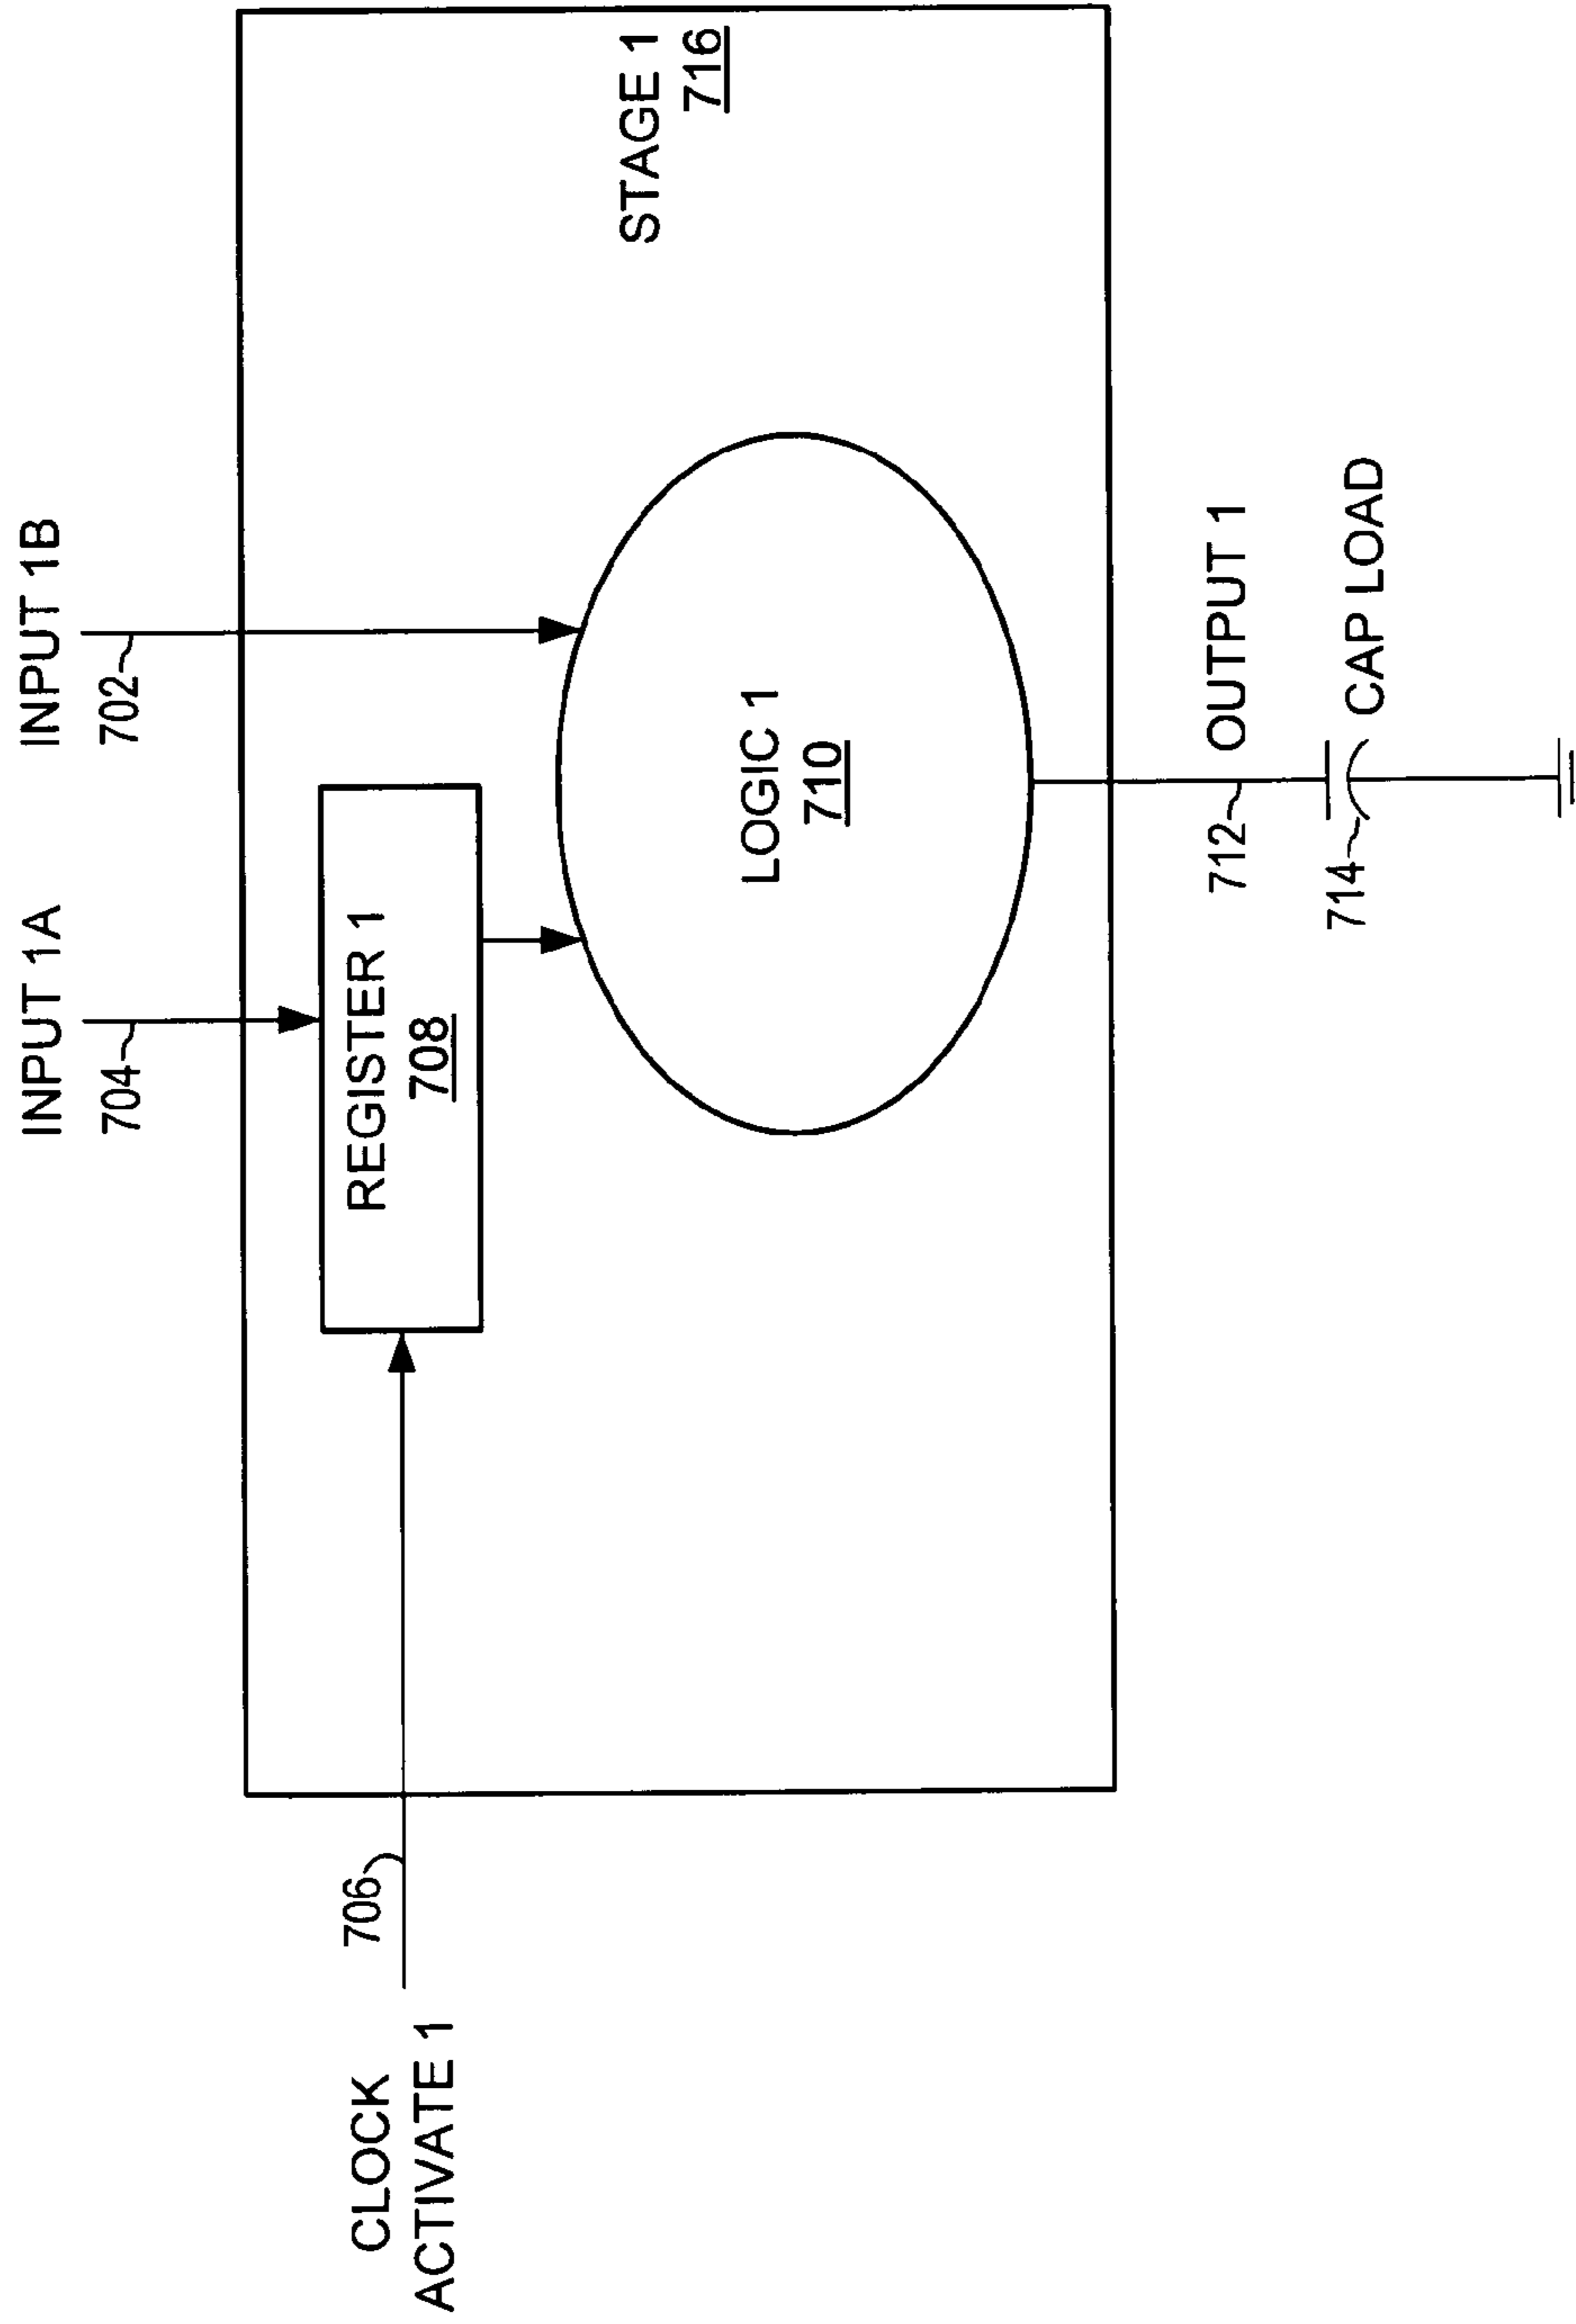 INPUT 1A
704
INPUT 1B
702
CLOCK
ACTIVATE 1
706
REGISTER 1
708
STAGE 1
716
LOGIC 1
710
712
OUTPUT 1
714
CAP LOAD